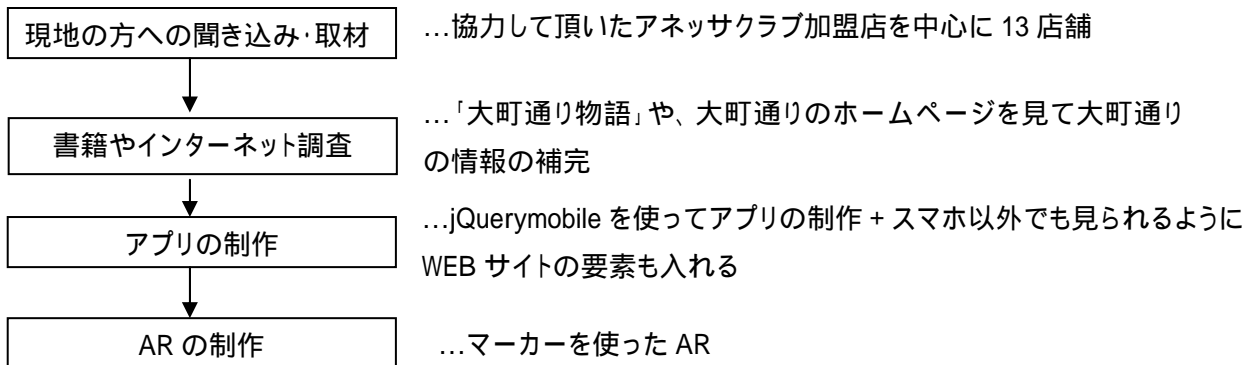 現地の方への聞き込み・取材
…協力して頂いたアネッサクラブ加盟店を中心に 13 店舗
書籍やインターネット調査
…「大町通り物語」や、大町通りのホームページを見て大町通り
の情報の補完
アプリの制作
…jQuerymobile を使ってアプリの制作 + スマホ以外でも見られるように
WEB サイトの要素も入れる
AR の制作
…マーカーを使った AR